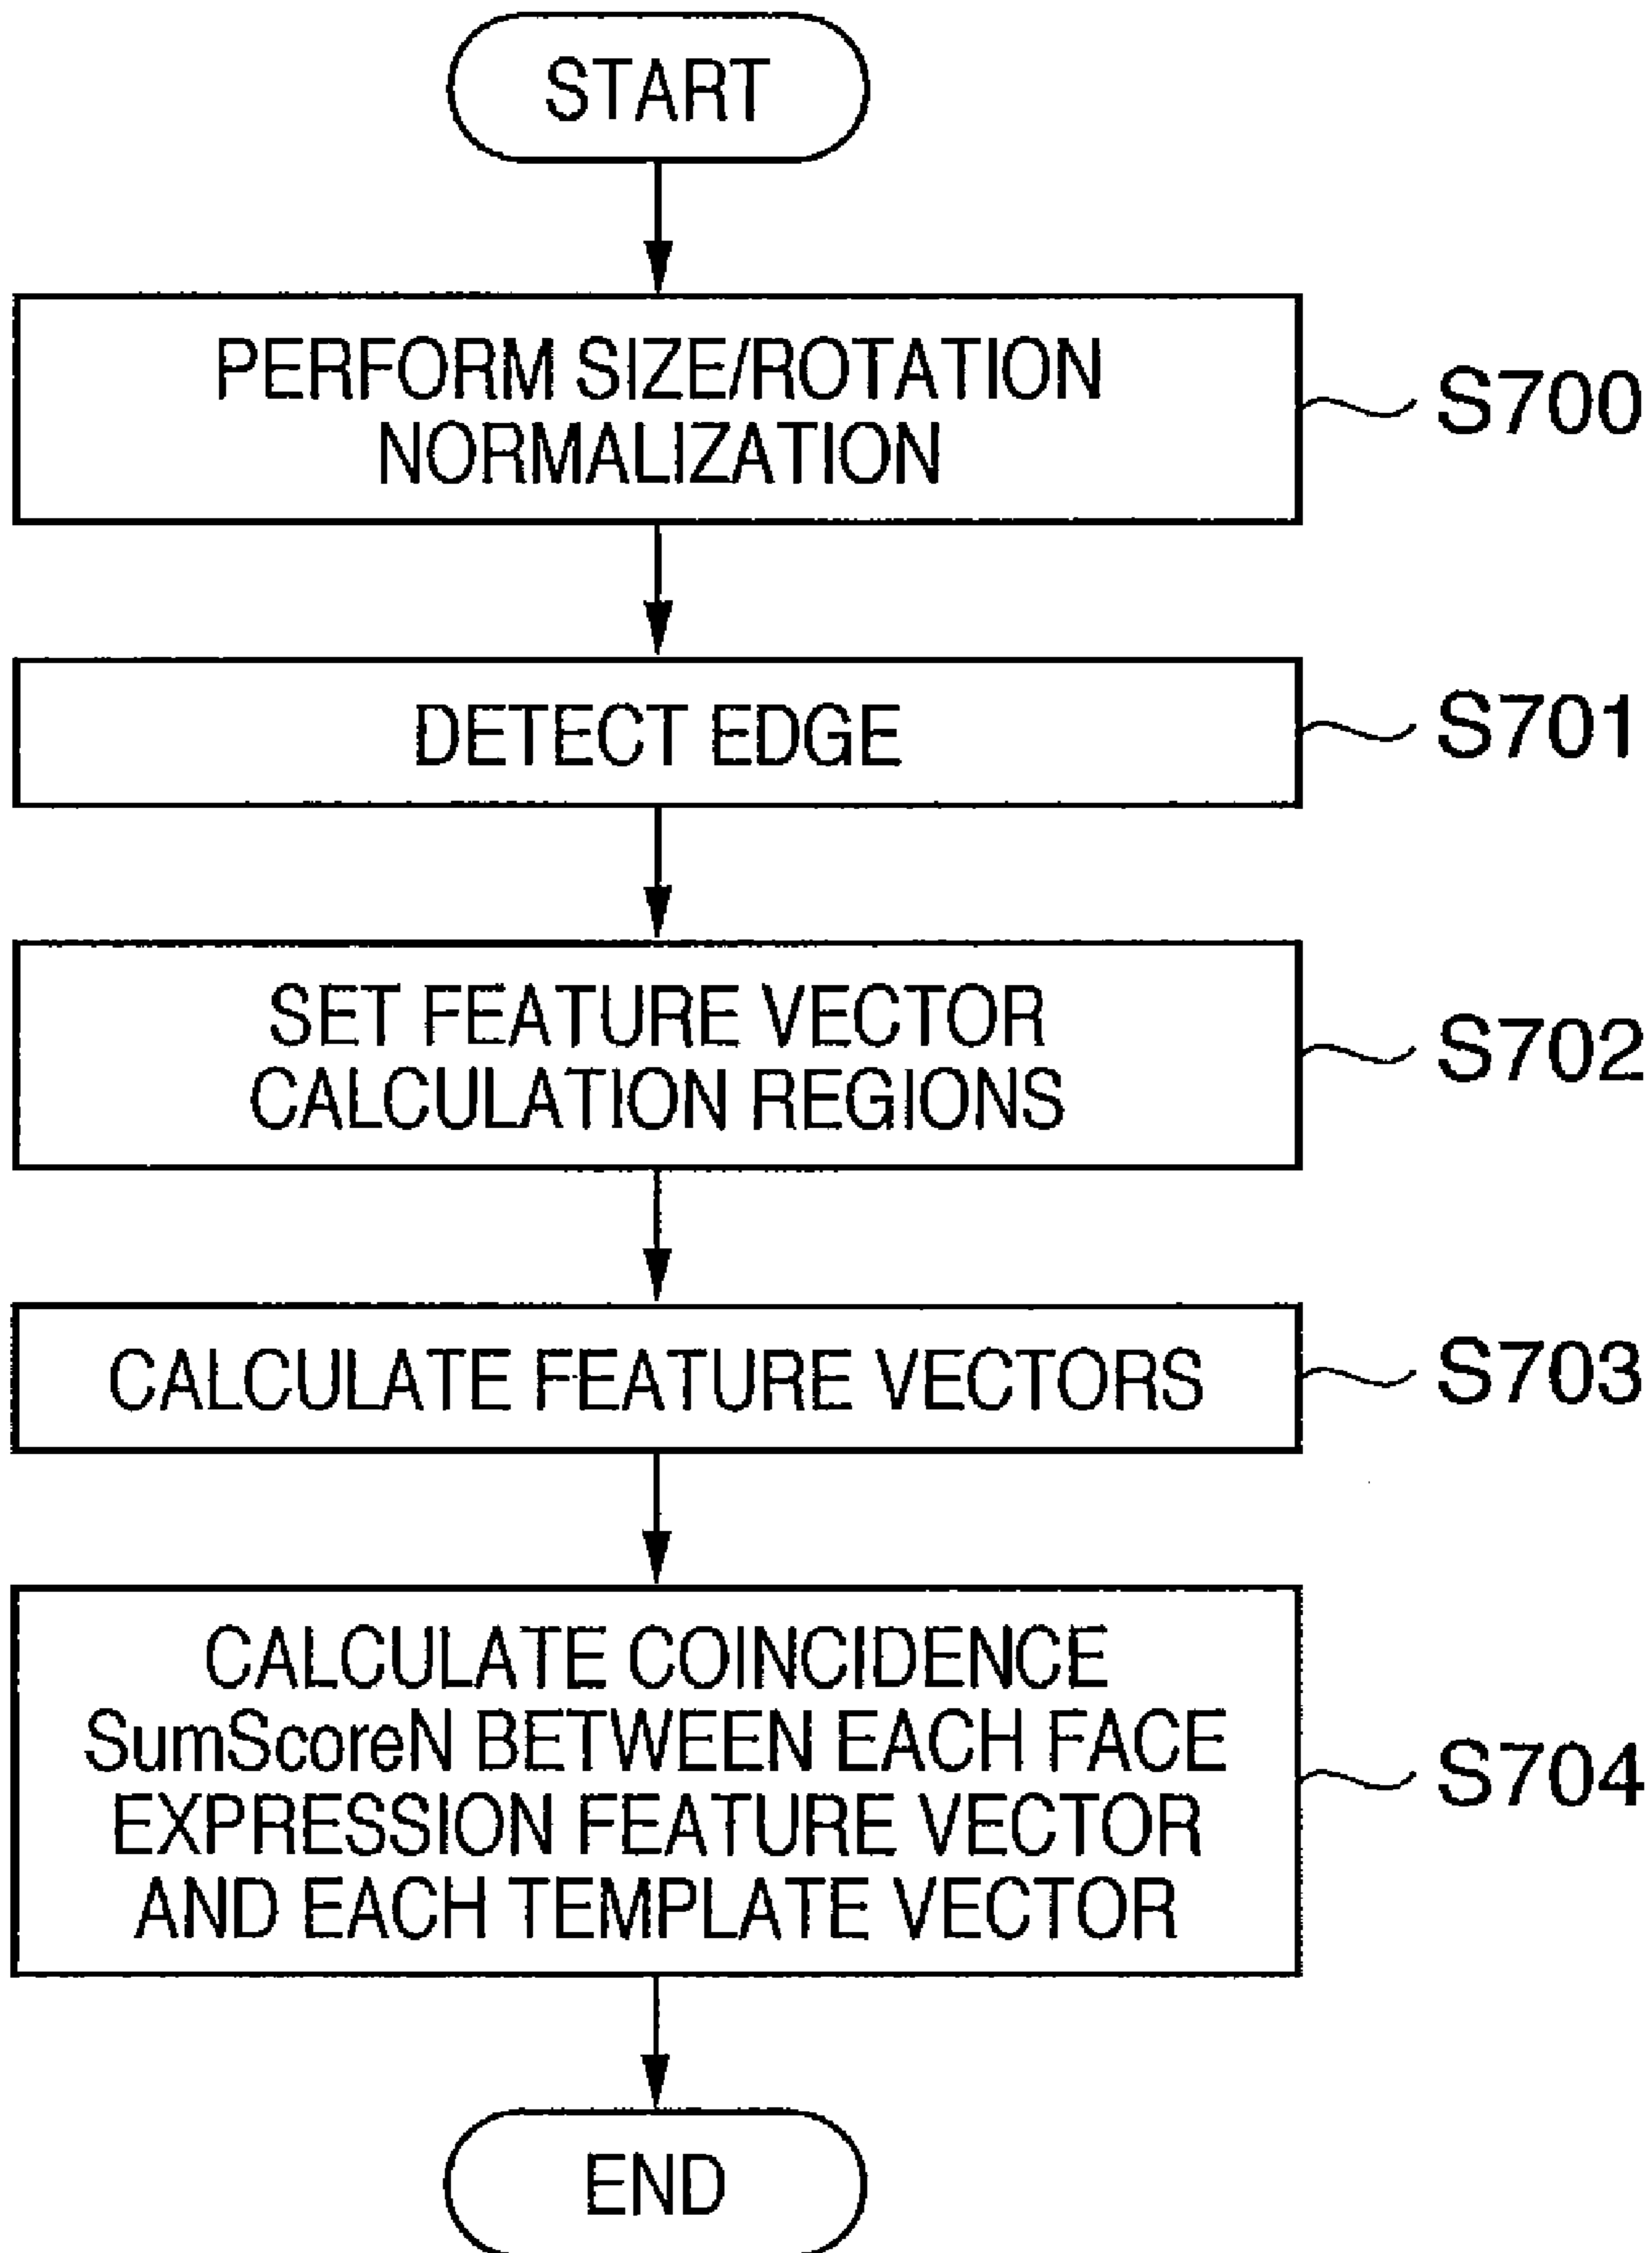 START
PERFORM SIZE/ROTATION
NORMALIZATION
S700
DETECT EDGE
S701
SET FEATURE VECTOR
CALCULATION REGIONS
S702
CALCULATE FEATURE VECTORS
S703
CALCULATE COINCIDENCE
SumScoreN BETWEEN EACH FACE
EXPRESSION FEATURE VECTOR
AND EACH TEMPLATE VECTOR
S704
END